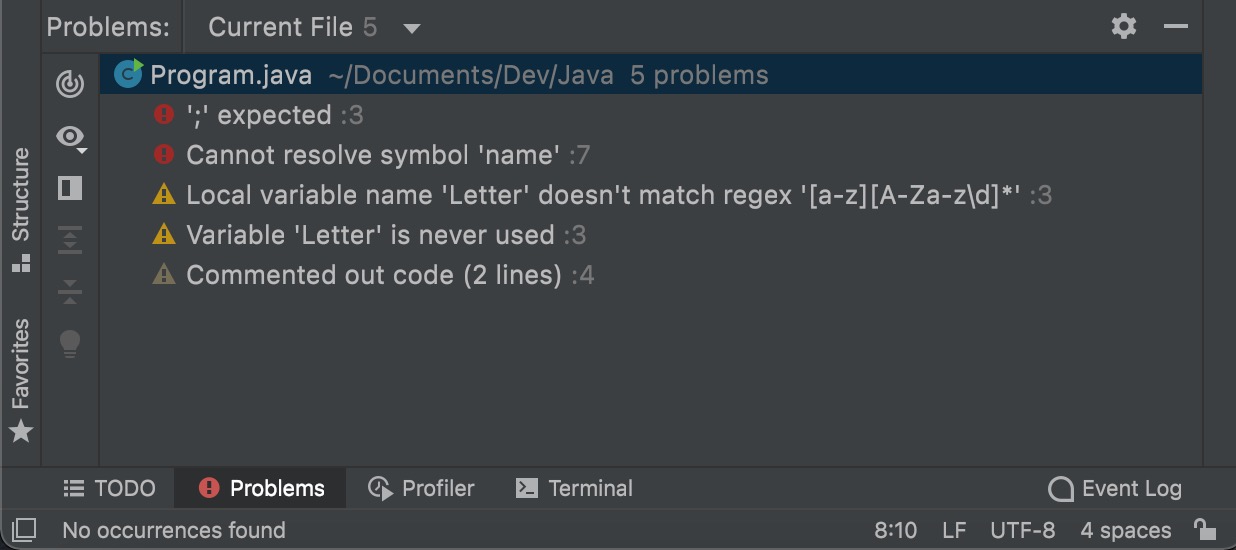 Problems: Current File 5
Program.java ~/Documents/Dev/Java 5 problems
';' expected :3
Cannot resolve symbol 'name' :7
Local variable name 'Letter' doesn't match regex '[a-z][A-Za-z\d]*' :3
Variable 'Letter' is never used :3
Commented out code (2 lines) :4
Structure
Favorites
TODO Problems Profiler Terminal Event Log
No occurrences found 8:10 LF UTF-8 4 spaces